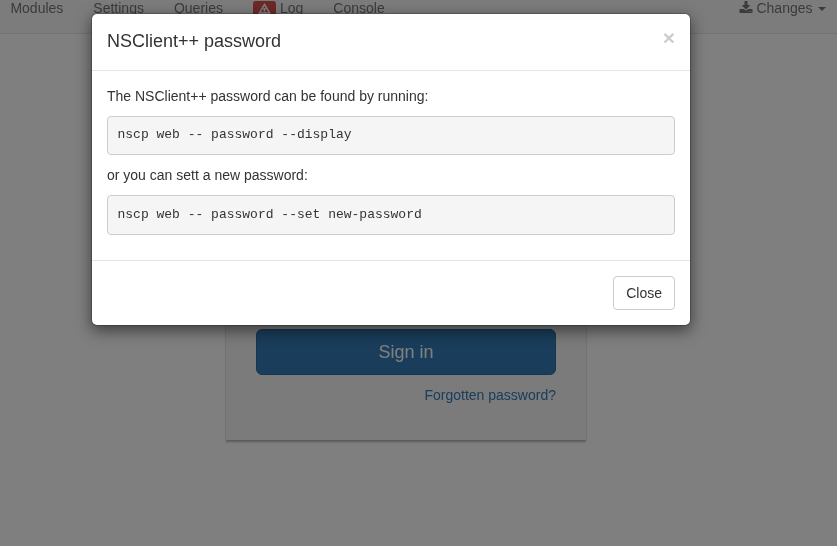 Modules Settings Queries Log Console Changes
NSClient++ password ×
The NSClient++ password can be found by running:
nscp web -- password --display
or you can sett a new password:
nscp web -- password --set new-password
Close
Sign in
Forgotten password?